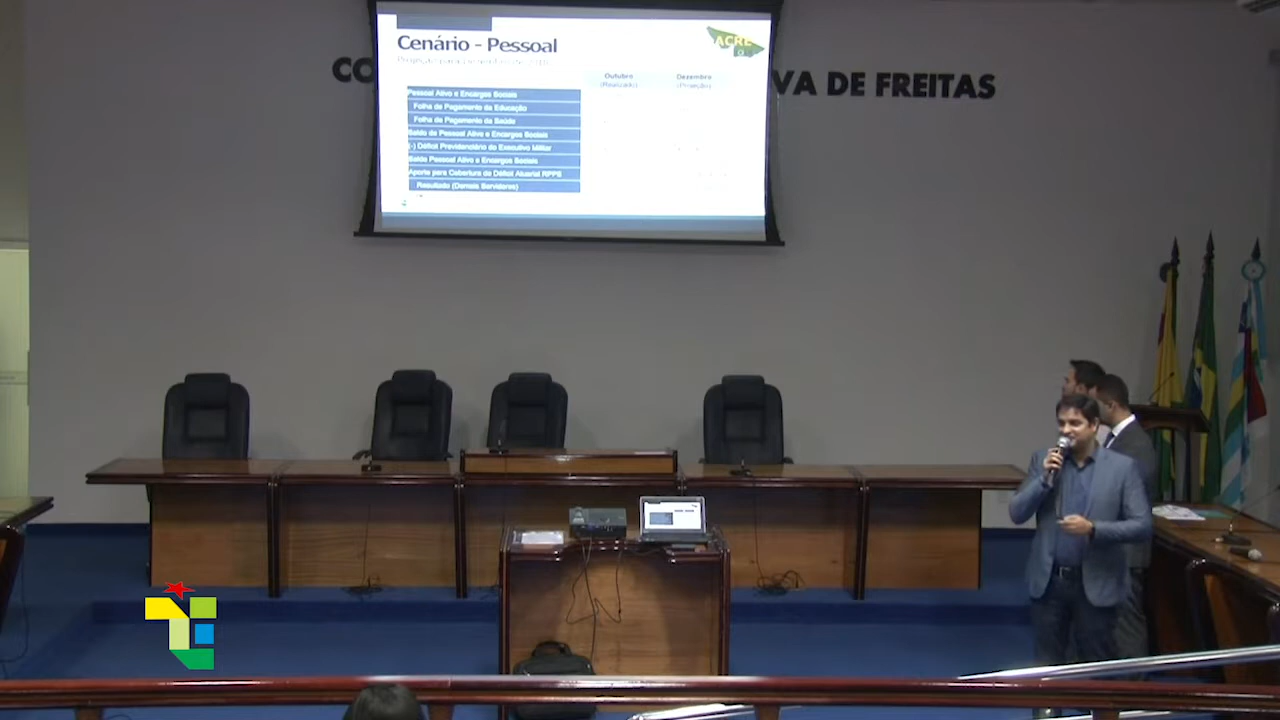 Cenário - Pessoal
ACRE
CO
VA DE FREITAS
Outubro
(Realizado)
Dezembro
(Projeção)
Pessoal Ativo e Encargos Sociais
Folha de Pagamento da Educação
Folha de Pagamento da Saúde
Saldo de Pessoal Ativo e Encargos Sociais
(-) Déficit Previdenciário do Executivo Militar
Saldo Pessoal Ativo e Encargos Sociais
Aporte para Cobertura do Déficit Atuarial RPPS
Resultado (Demais Servidores)